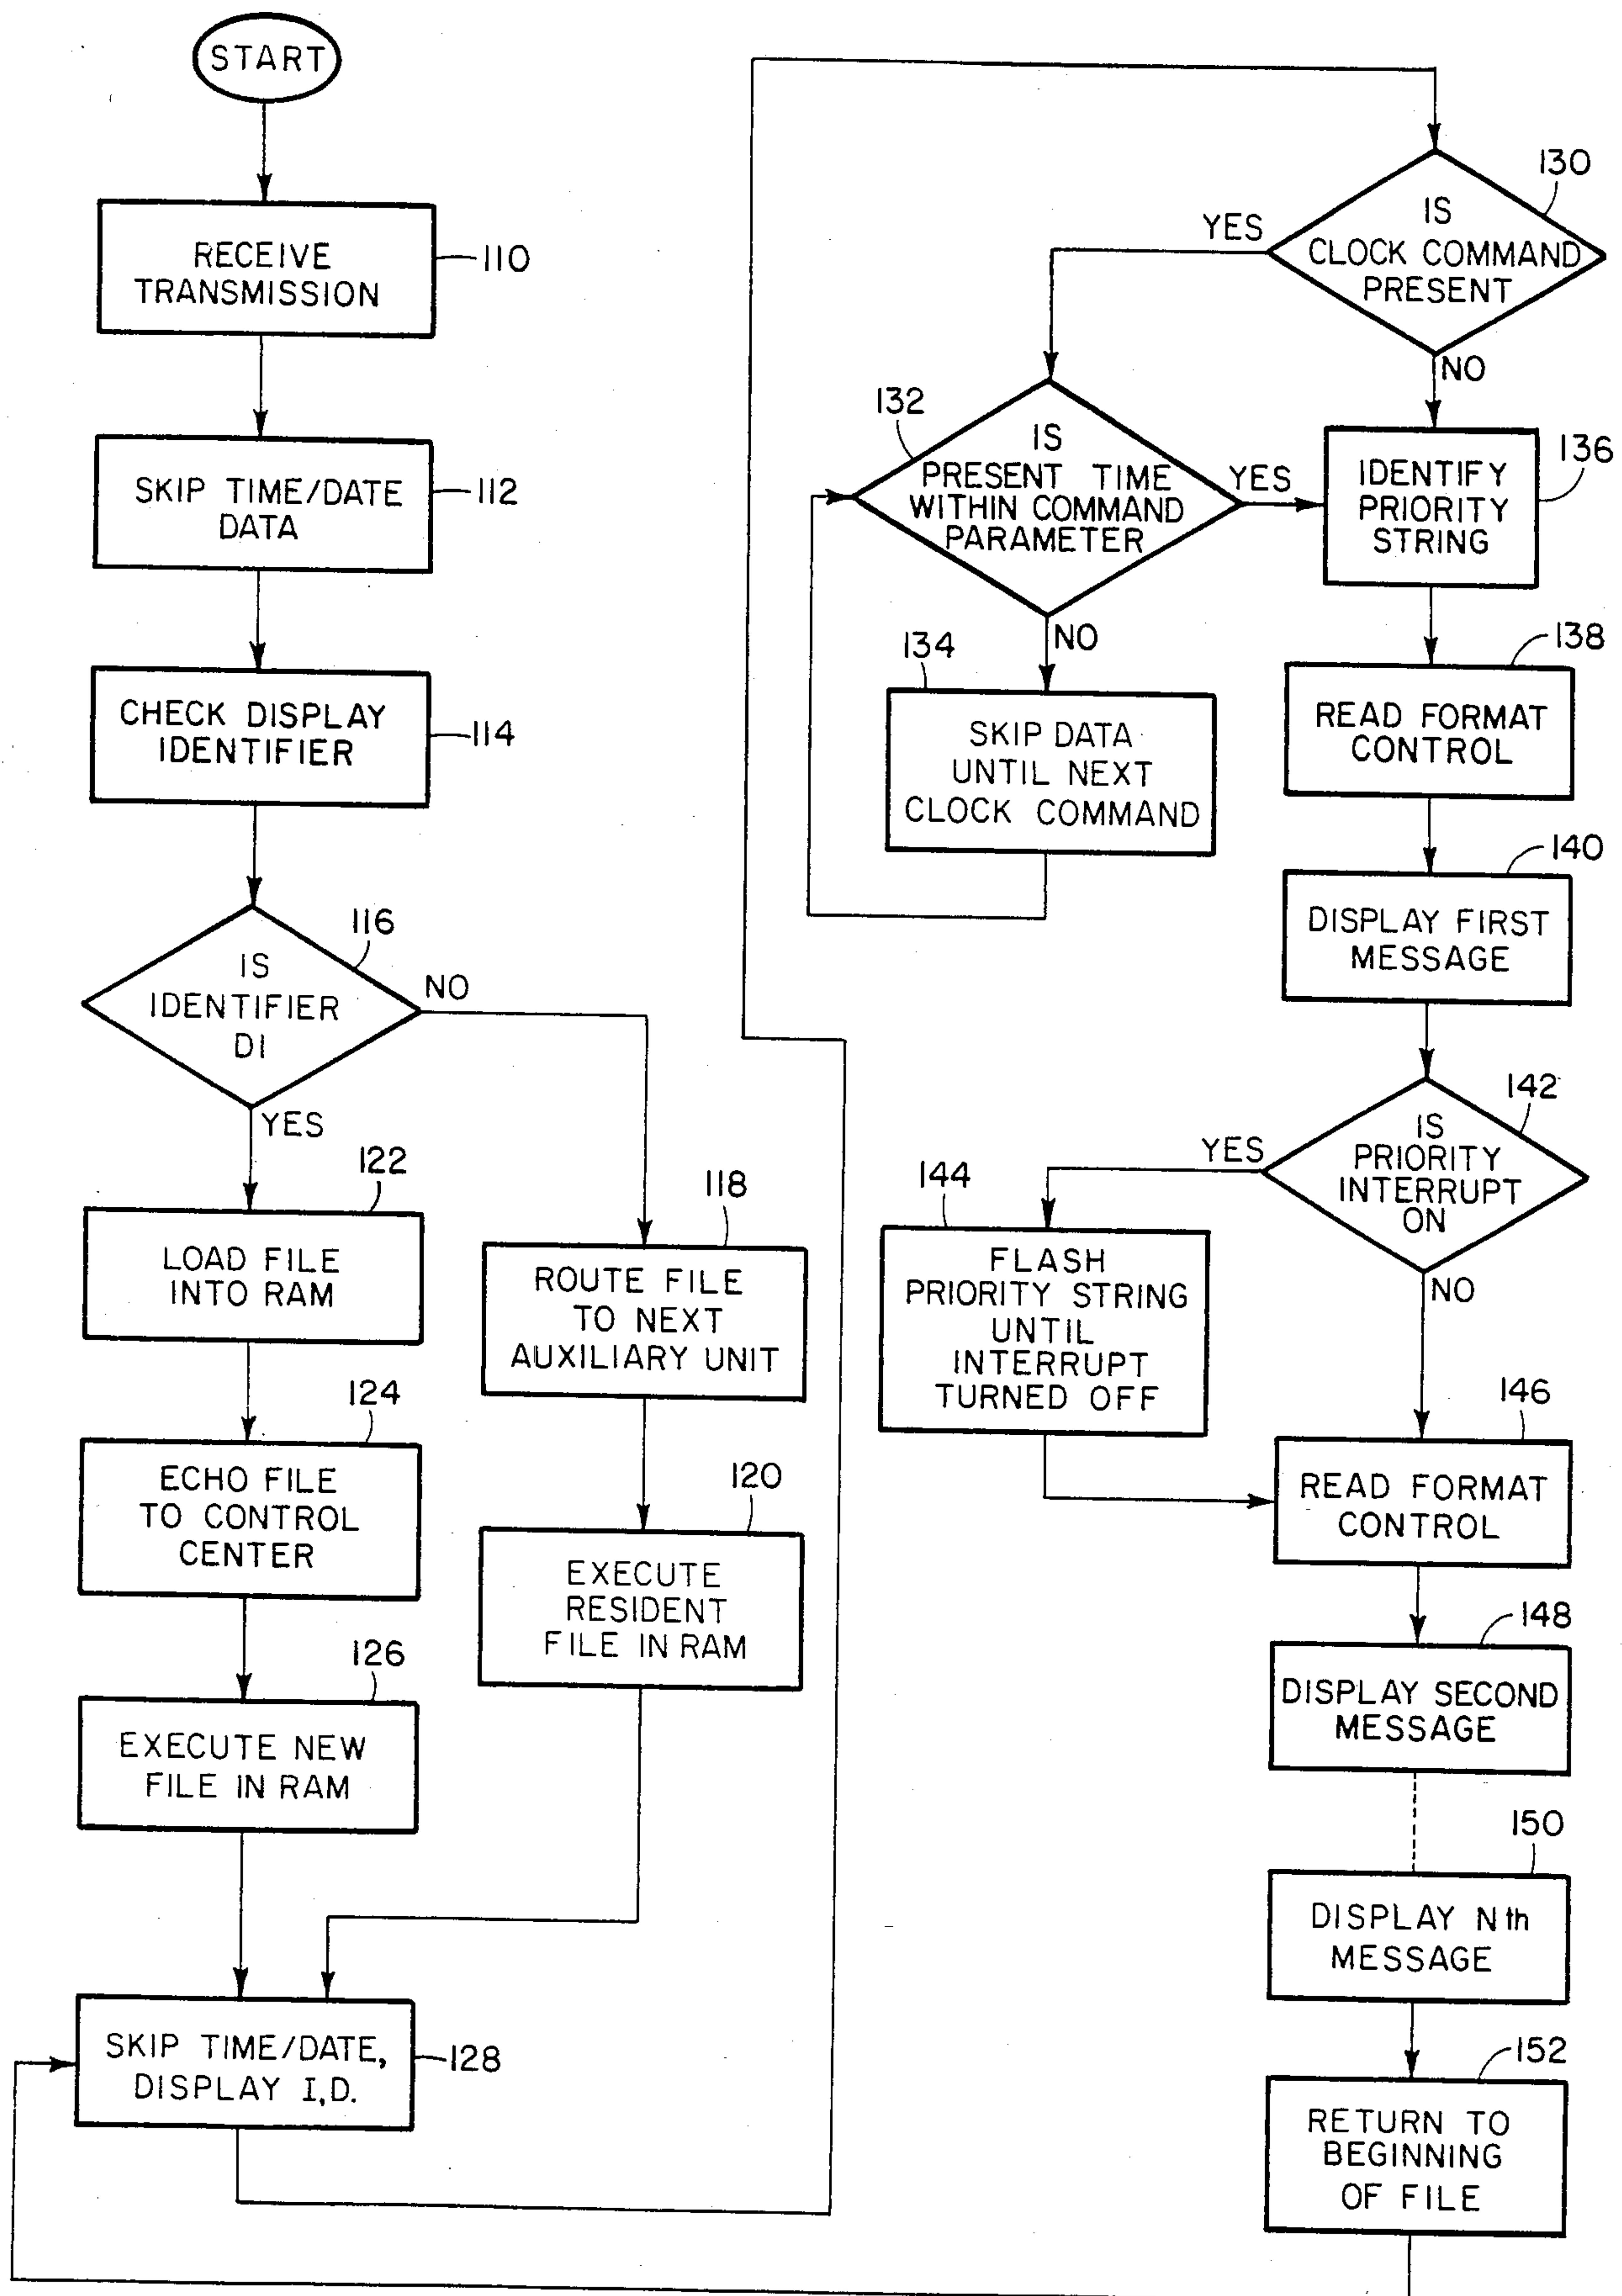 START
RECEIVE
TRANSMISSION
110
SKIP TIME/DATE
DATA
112
CHECK DISPLAY
IDENTIFIER
114
116
IS
IDENTIFIER
D1
NO
YES
122
LOAD FILE
INTO RAM
118
ROUTE FILE
TO NEXT
AUXILIARY UNIT
124
ECHO FILE
TO CONTROL
CENTER
120
EXECUTE
RESIDENT
FILE IN RAM
126
EXECUTE NEW
FILE IN RAM
SKIP TIME/DATE,
DISPLAY I.D.
128
130
IS
CLOCK COMMAND
PRESENT
YES
NO
132
IS
PRESENT TIME
WITHIN COMMAND
PARAMETER
YES
NO
136
IDENTIFY
PRIORITY
STRING
134
SKIP DATA
UNTIL NEXT
CLOCK COMMAND
138
READ FORMAT
CONTROL
140
DISPLAY FIRST
MESSAGE
142
IS
PRIORITY
INTERRUPT
ON
YES
NO
144
FLASH
PRIORITY STRING
UNTIL
INTERRUPT
TURNED OFF
146
READ FORMAT
CONTROL
148
DISPLAY SECOND
MESSAGE
150
DISPLAY Nth
MESSAGE
152
RETURN TO
BEGINNING
OF FILE